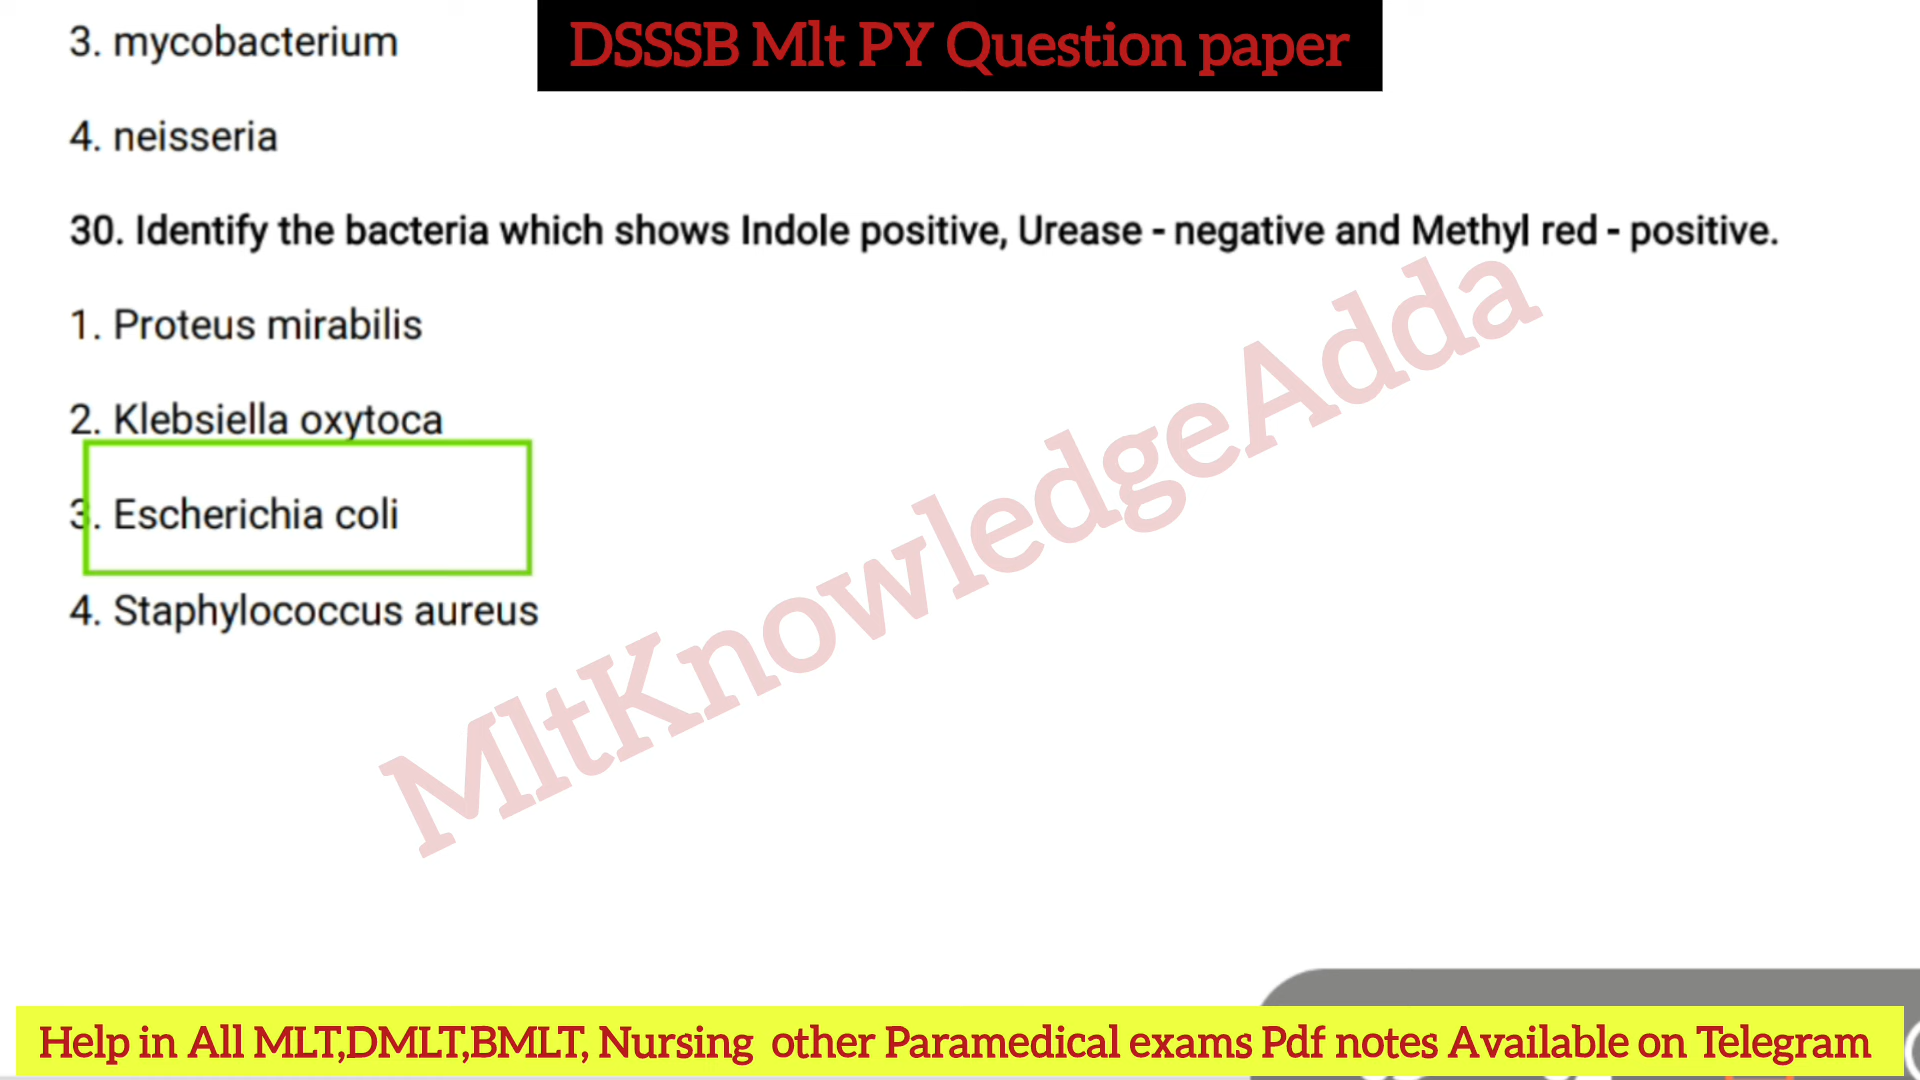 DSSSB Mlt PY Question paper
3. mycobacterium
4. neisseria
30. Identify the bacteria which shows Indole positive, Urease - negative and Methyl red - positive.
1. Proteus mirabilis
2. Klebsiella oxytoca
3. Escherichia coli
4. Staphylococcus aureus
MltKnowledgeAdda
Help in All MLT,DMLT,BMLT, Nursing other Paramedical exams Pdf notes Available on Telegram